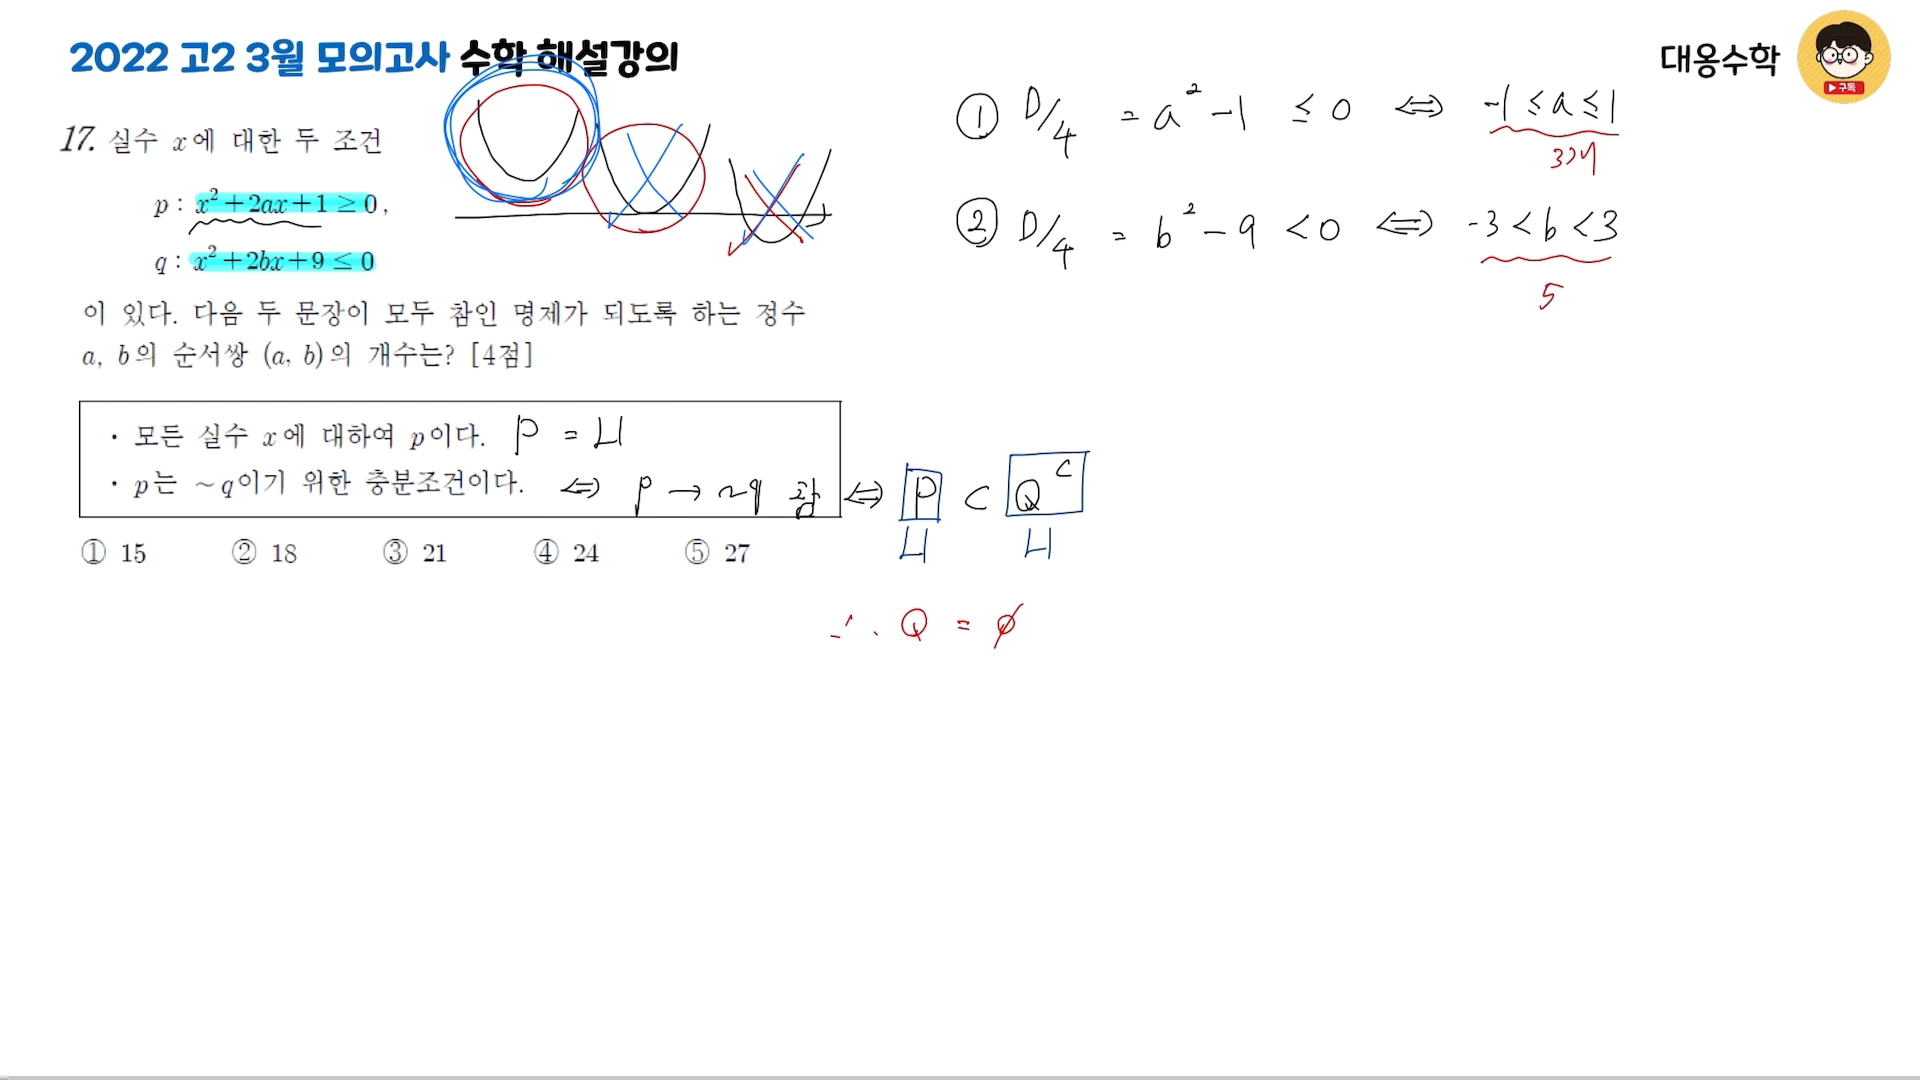 2022 고2 3월 모의고사 수학 해설강의
대웅수학
구독
17. 실수 x에 대한 두 조건
p : x²+2ax+1 ≥ 0,
q : x²+2bx+9 ≤ 0
이 있다. 다음 두 문장이 모두 참인 명제가 되도록 하는 정수
a, b의 순서쌍 (a, b)의 개수는? [4점]
· 모든 실수 x에 대하여 p이다. P = U
· p는 ~q이기 위한 충분조건이다. ⇔ p → ~q 참 ⇔ P ⊂ Q^C
U U
① 15 ② 18 ③ 21 ④ 24 ⑤ 27
∴ Q = ∅
① D/4 = a² - 1 ≤ 0 ⇔ -1 ≤ a ≤ 1
3개
② D/4 = b² - 9 < 0 ⇔ -3 < b < 3
5